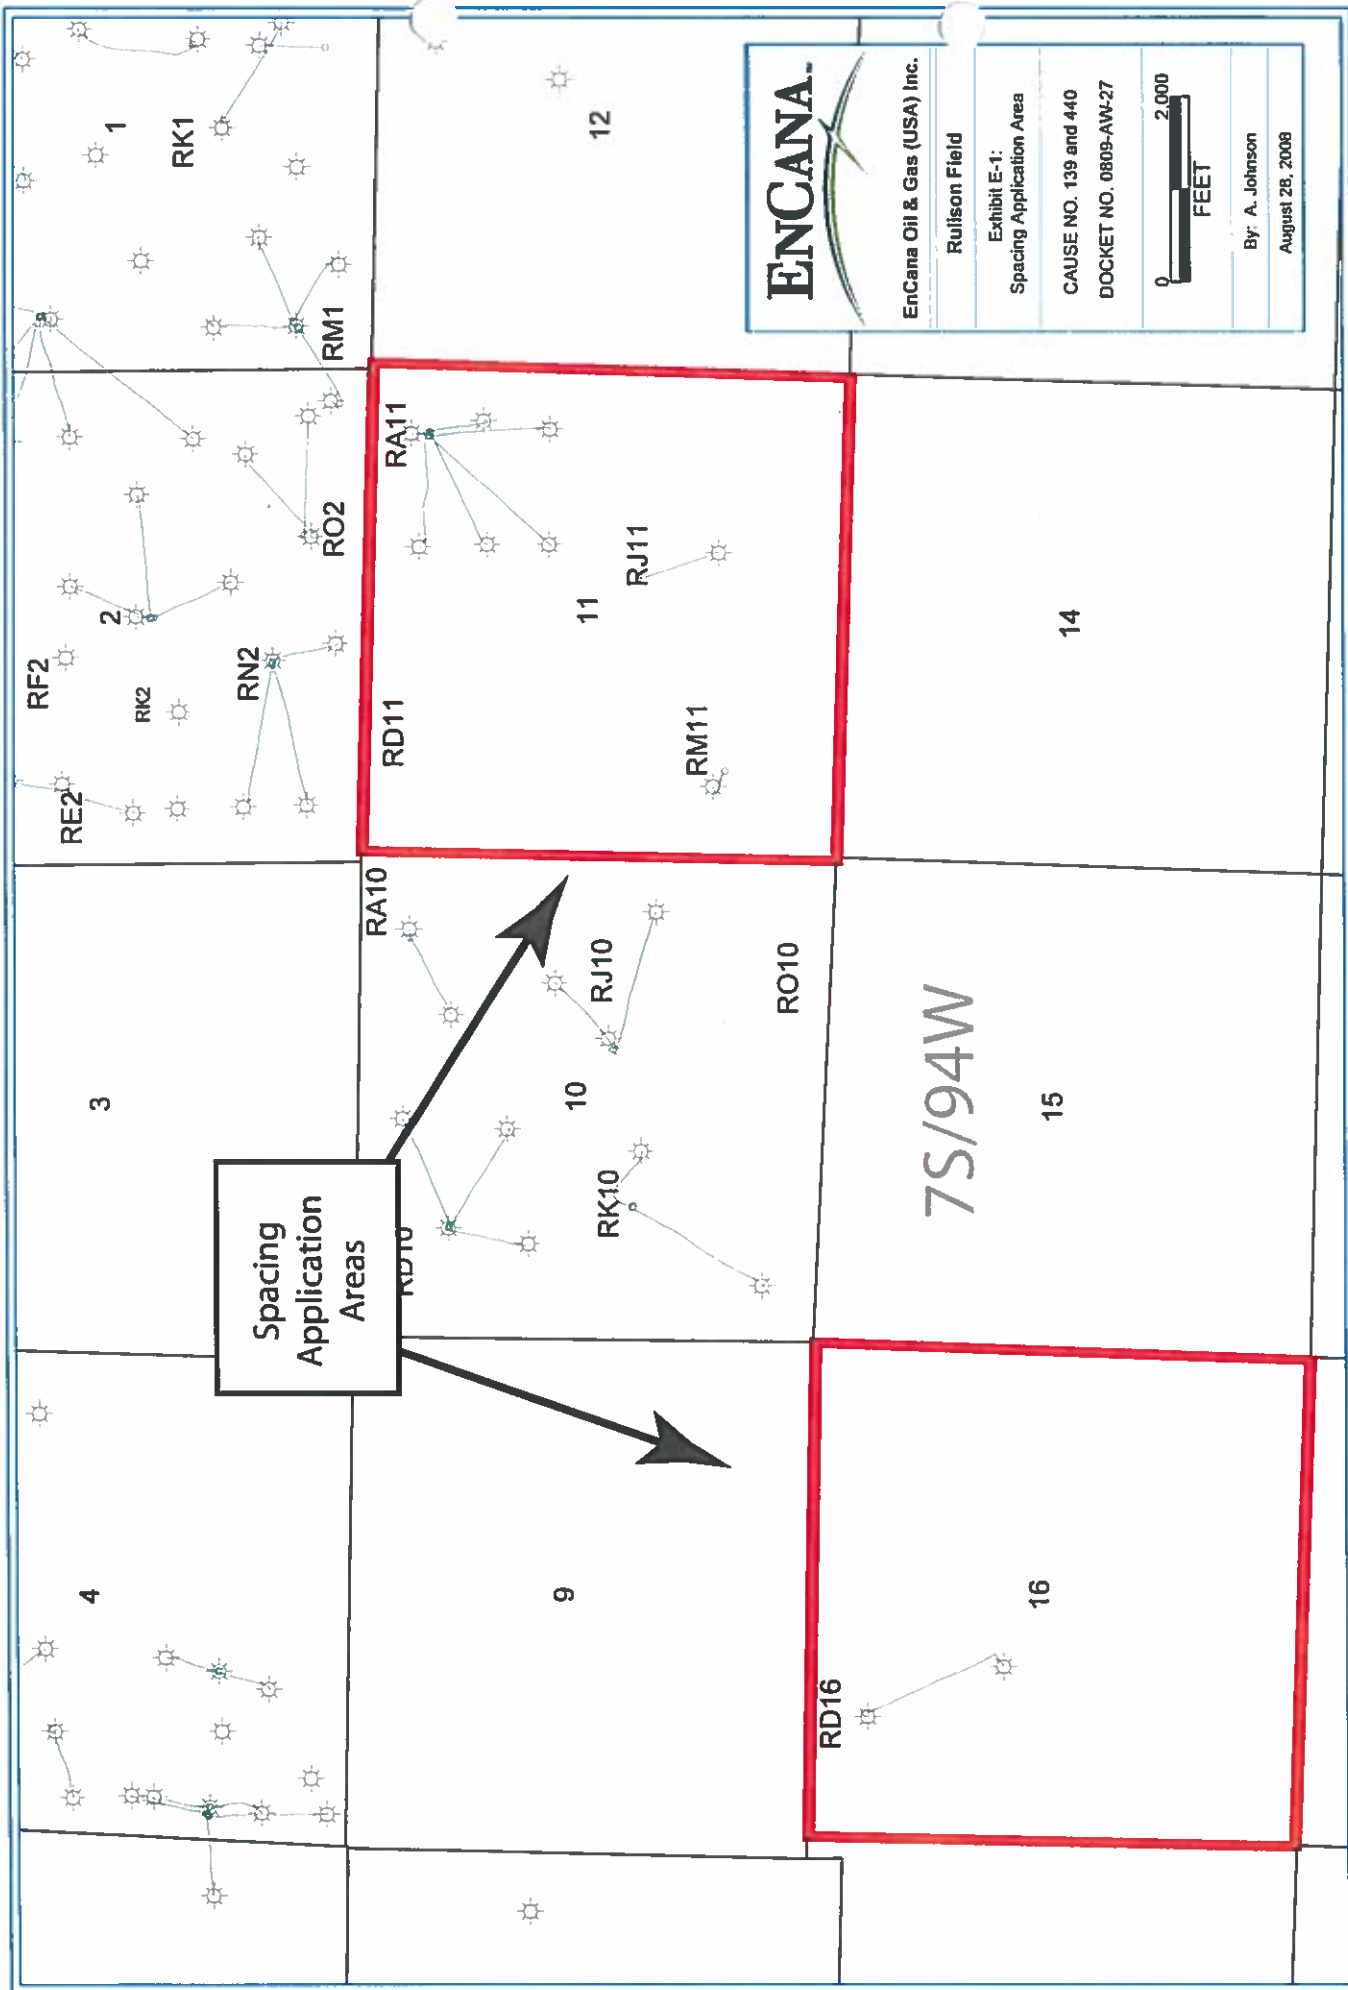 4
3
RE2
RF2
RK2
2
RN2
RO2
1
RK1
RM1
Spacing
Application
Areas
9
10
RA10
RJ10
RK10
RO10
RD11
RA11
11
RJ11
RM11
12
RD16
16
7S/94W
15
14
ENCANA.
EnCana Oil & Gas (USA) Inc.
Rulison Field
Exhibit E-1:
Spacing Application Area
CAUSE NO. 139 and 440
DOCKET NO. 0809-AW-27
0 2,000
FEET
By: A. Johnson
August 28, 2008